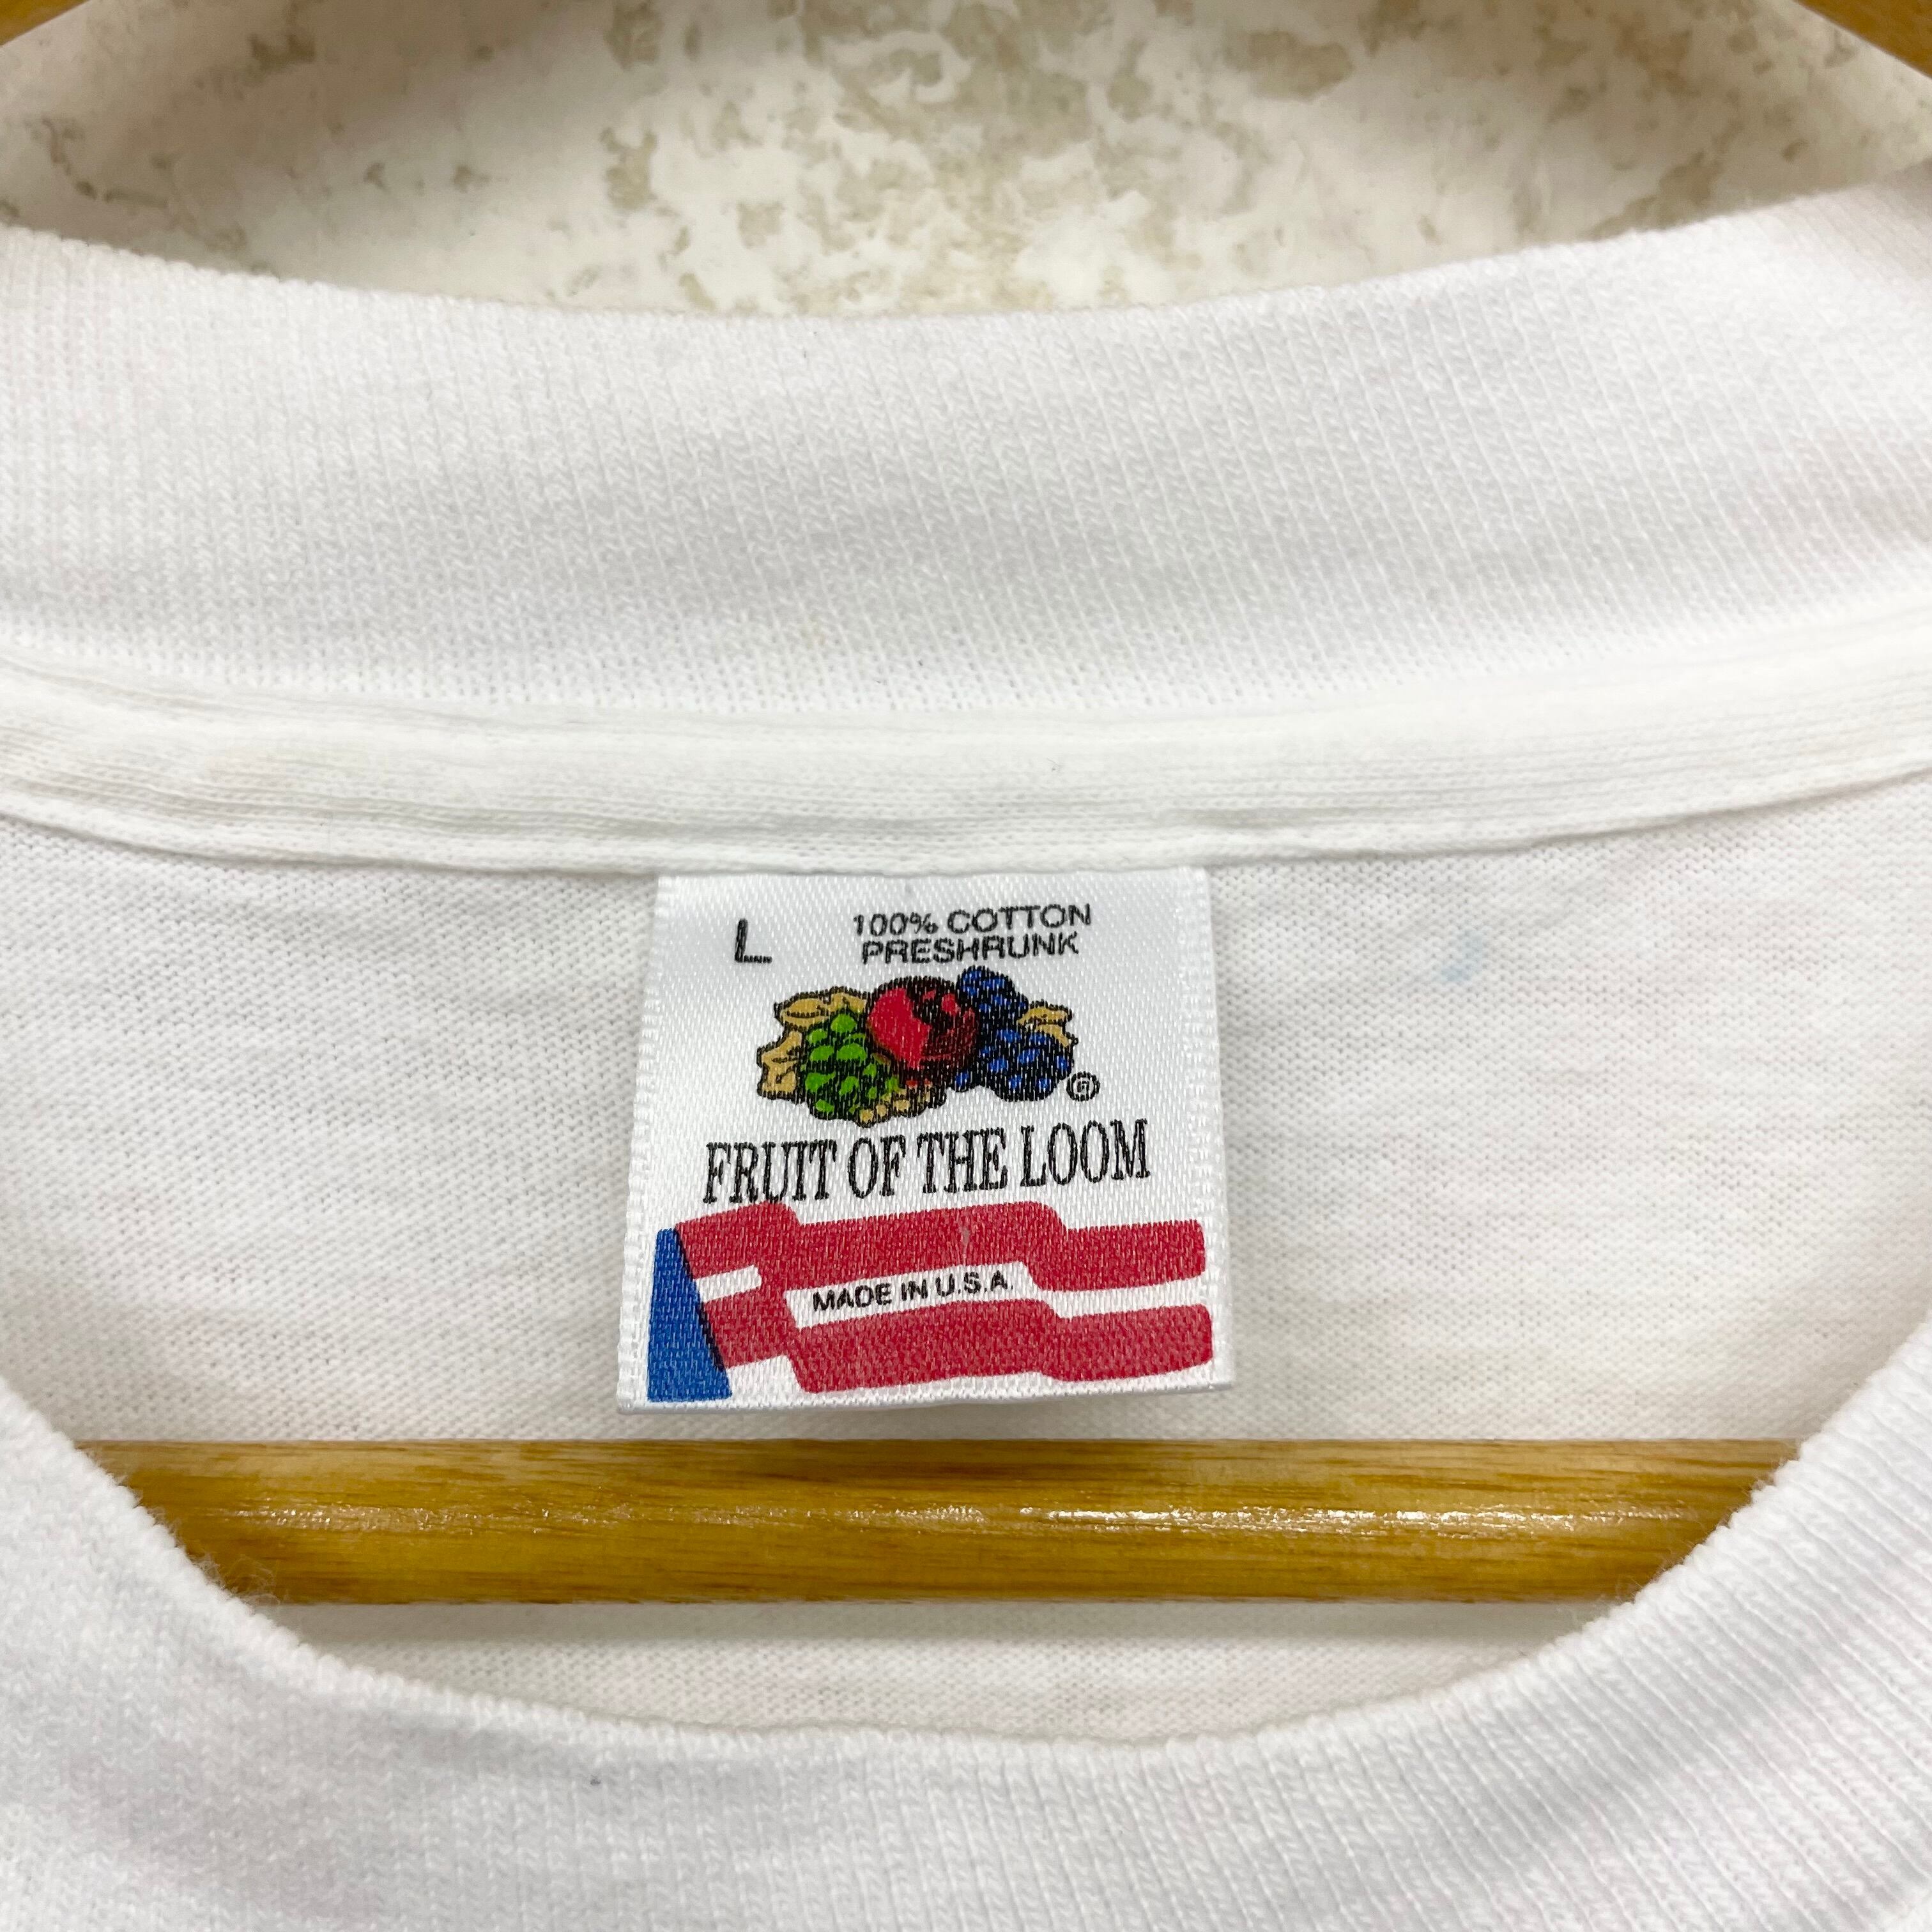 L
100% COTTON
PRESHRUNK
®
FRUIT OF THE LOOM
MADE IN U.S.A.